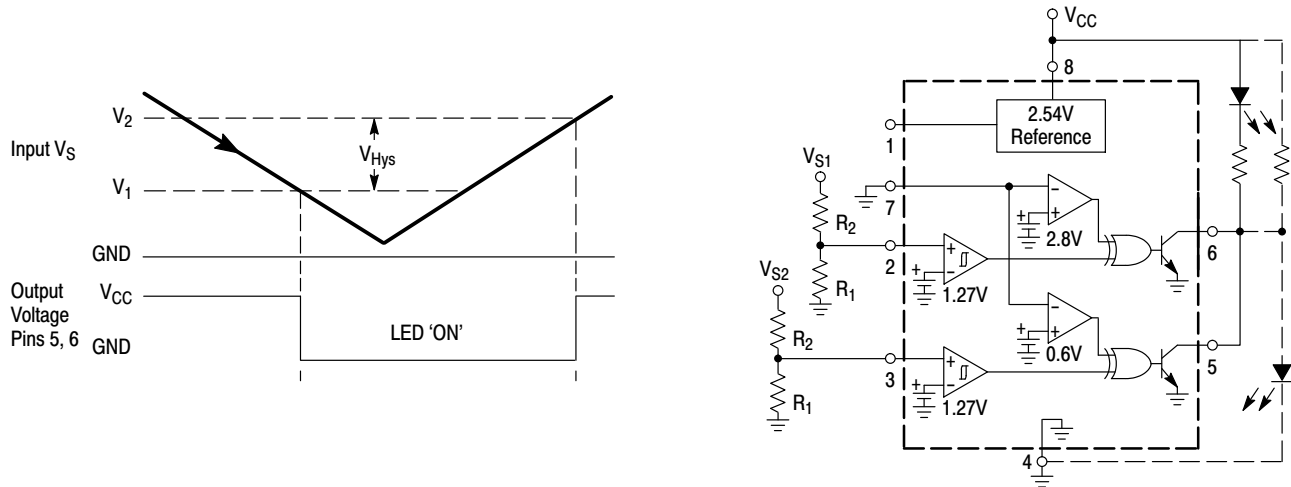 V2
Input VS
VHys
V1
GND
Output
Voltage
Pins 5, 6
VCC
GND
LED 'ON'
VCC
8
2.54V
Reference
1
VS1
7
R2
2.8V
6
2
R1
1.27V
VS2
R2
0.6V
5
3
R1
1.27V
4
+
-
+
+
-
+
-
+
+
+
-
+